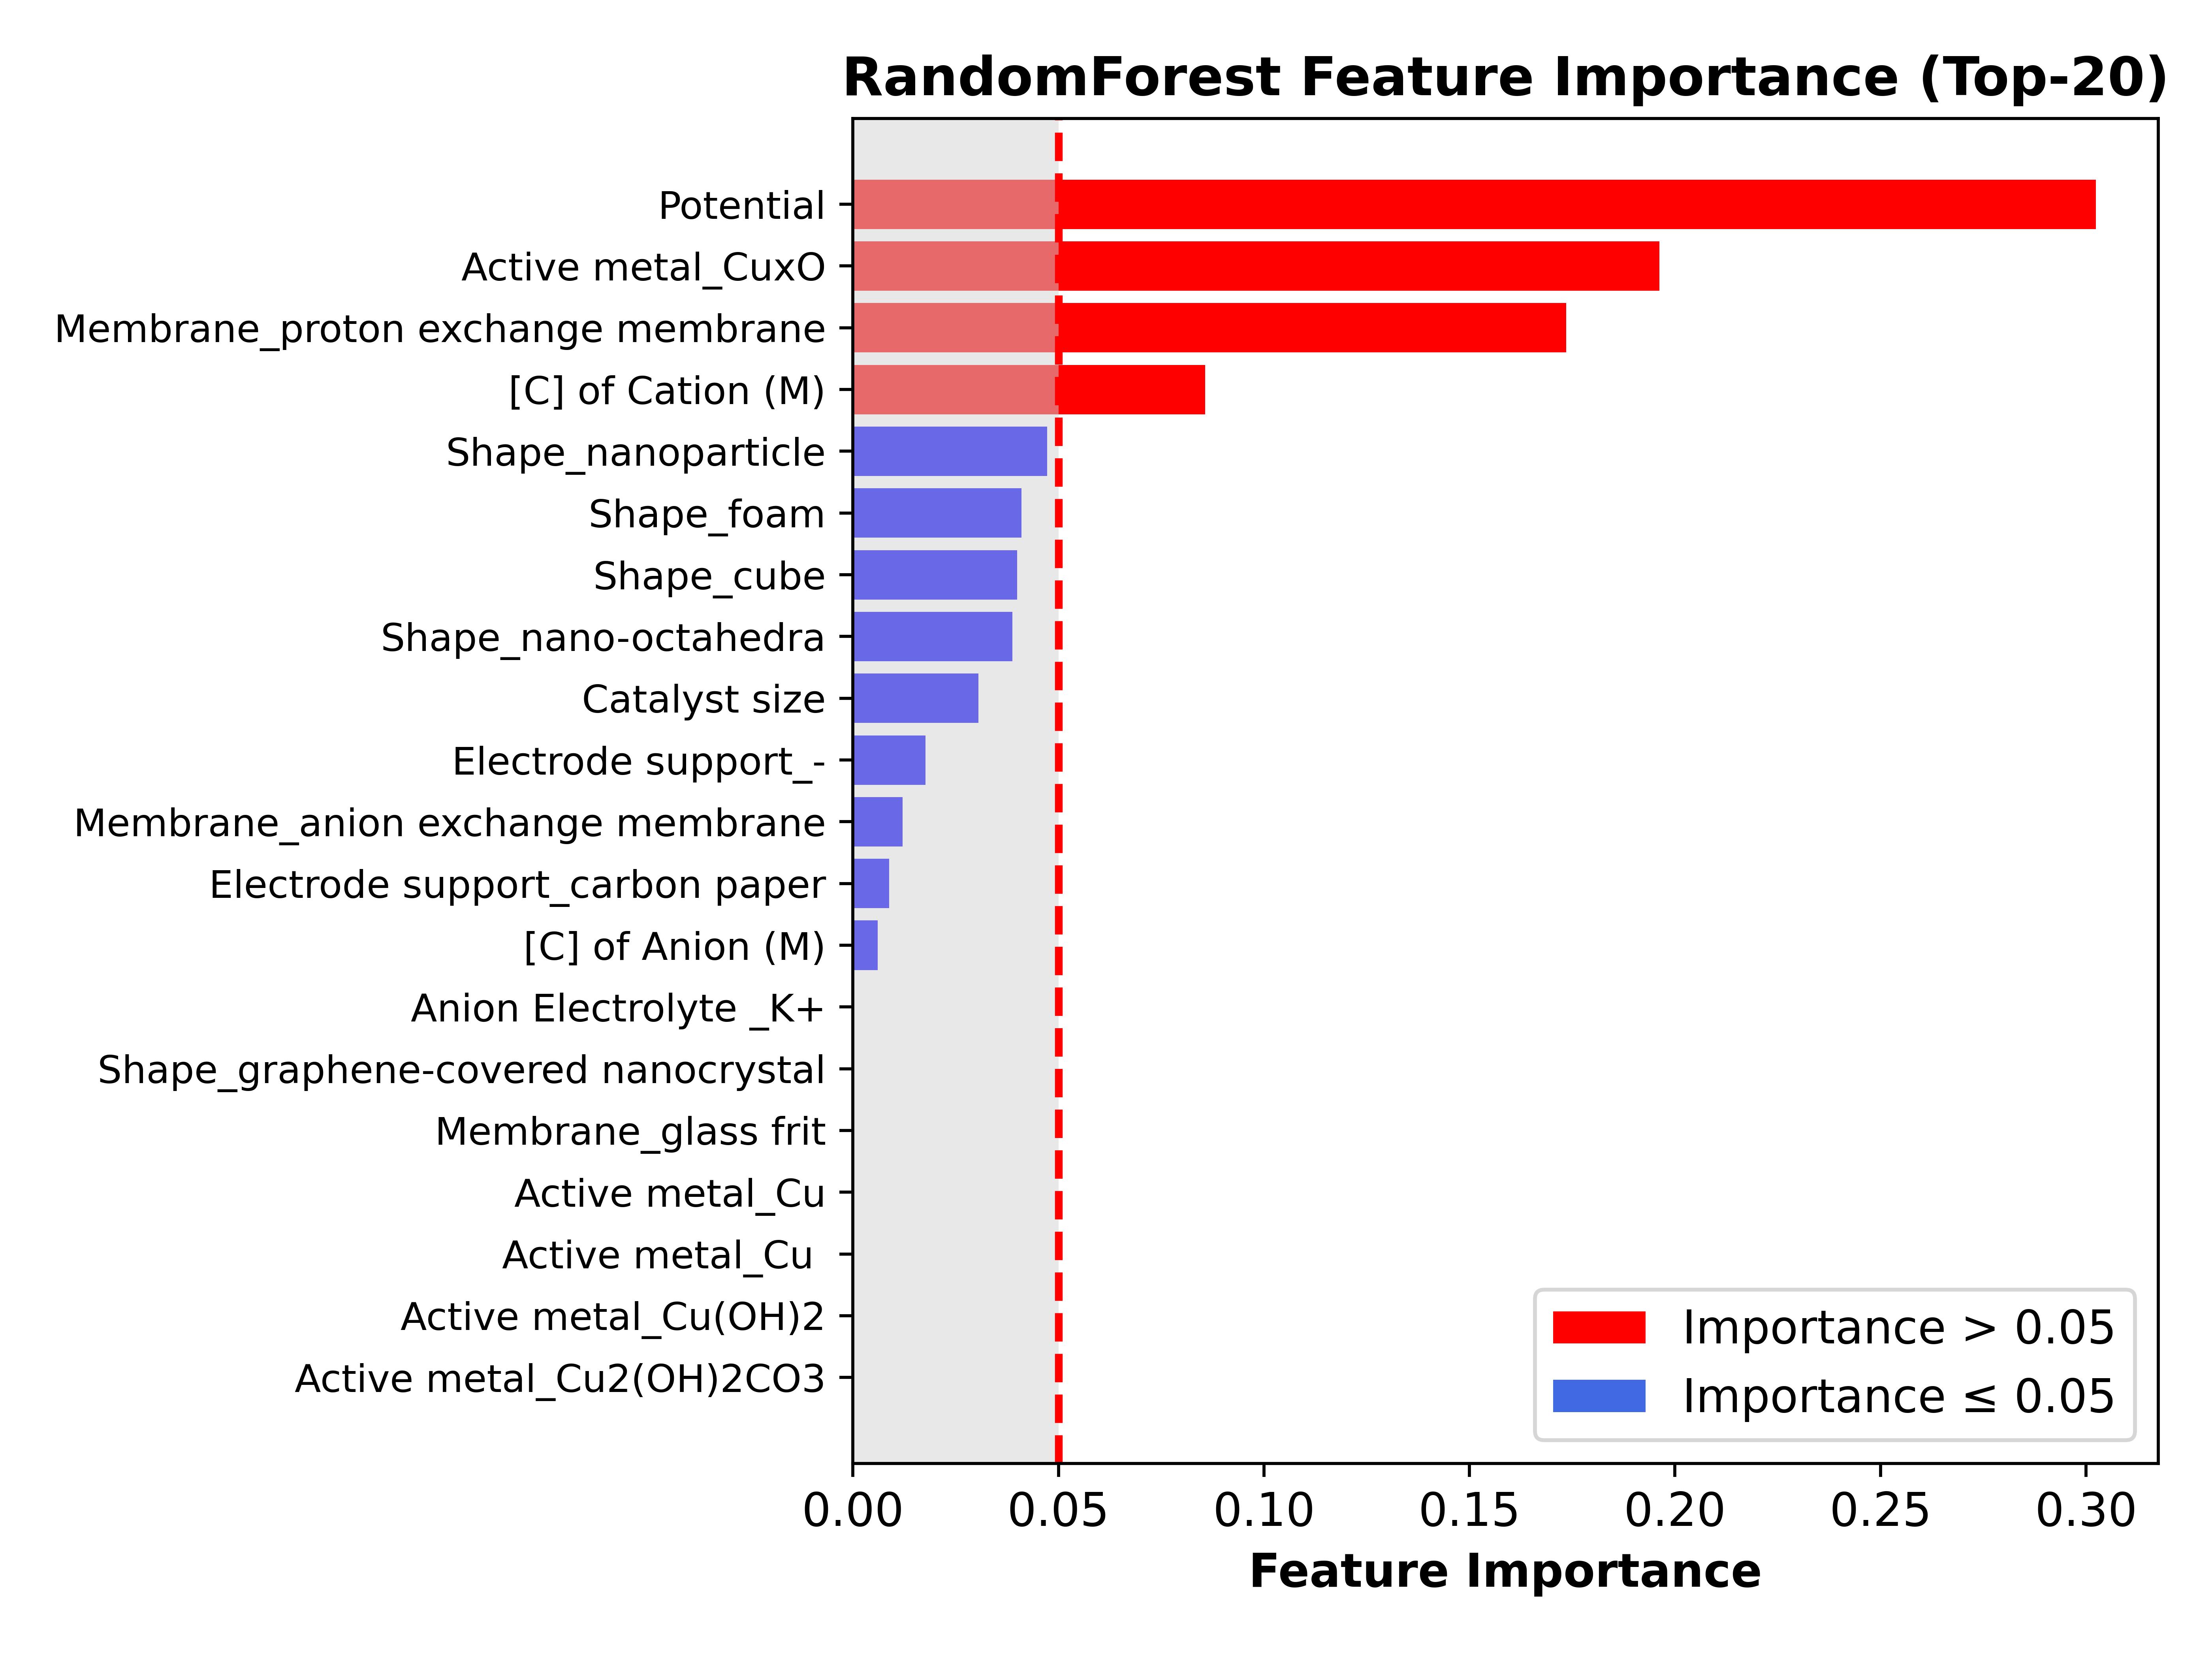 RandomForest Feature Importance (Top-20)
Potential
Active metal_CuxO
Membrane_proton exchange membrane
[C] of Cation (M)
Shape_nanoparticle
Shape_foam
Shape_cube
Shape_nano-octahedra
Catalyst size
Electrode support_-
Membrane_anion exchange membrane
Electrode support_carbon paper
[C] of Anion (M)
Anion Electrolyte _K+
Shape_graphene-covered nanocrystal
Membrane_glass frit
Active metal_Cu
Active metal_Cu
Active metal_Cu(OH)2
Active metal_Cu2(OH)2CO3
Importance > 0.05
Importance ≤ 0.05
0.00 0.05 0.10 0.15 0.20 0.25 0.30
Feature Importance